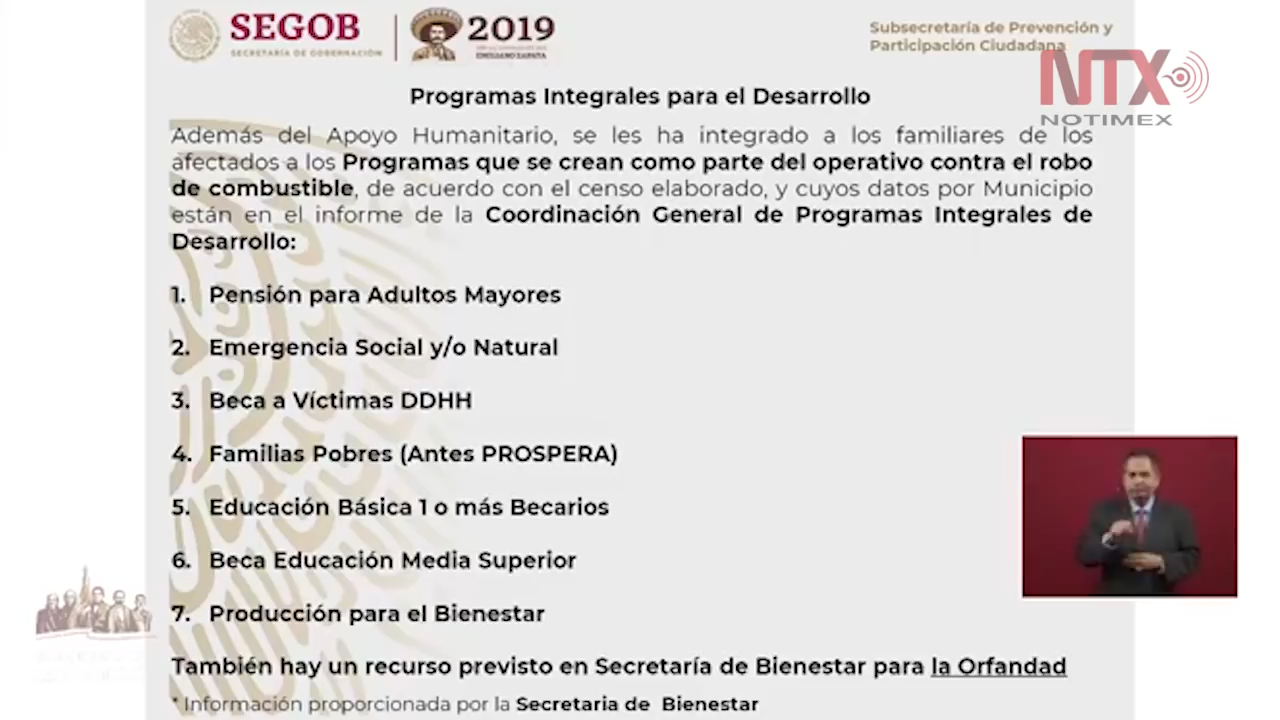 SEGOB
SECRETARÍA DE GOBERNACIÓN
2019
EMILIANO ZAPATA
Subsecretaría de Prevención y
Participación Ciudadana
NTX
NOTIMEX
Programas Integrales para el Desarrollo
Además del Apoyo Humanitario, se les ha integrado a los familiares de los
afectados a los Programas que se crean como parte del operativo contra el robo
de combustible, de acuerdo con el censo elaborado, y cuyos datos por Municipio
están en el informe de la Coordinación General de Programas Integrales de
Desarrollo:
1. Pensión para Adultos Mayores
2. Emergencia Social y/o Natural
3. Beca a Víctimas DDHH
4. Familias Pobres (Antes PROSPERA)
5. Educación Básica 1 o más Becarios
6. Beca Educación Media Superior
7. Producción para el Bienestar
También hay un recurso previsto en Secretaría de Bienestar para la Orfandad
* Información proporcionada por la Secretaria de Bienestar